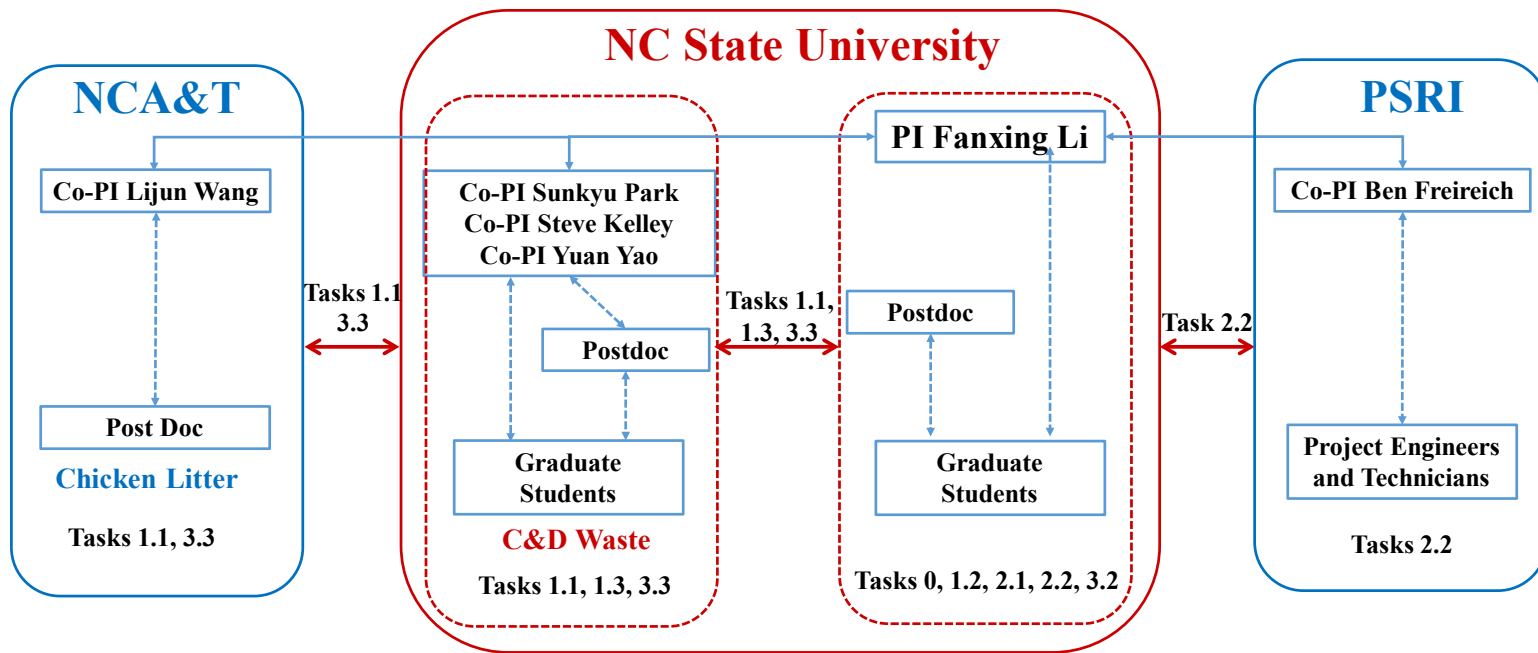 NC State University
NCA&T
PSRI
PI Fanxing Li
Co-PI Lijun Wang
Co-PI Sunkyu Park
Co-PI Steve Kelley
Co-PI Yuan Yao
Co-PI Ben Freireich
Tasks 1.1
3.3
Tasks 1.1,
1.3, 3.3
Task 2.2
Postdoc
Postdoc
Post Doc
Chicken Litter
Tasks 1.1, 3.3
Graduate
Students
C&D Waste
Tasks 1.1, 1.3, 3.3
Graduate
Students
Tasks 0, 1.2, 2.1, 2.2, 3.2
Project Engineers
and Technicians
Tasks 2.2